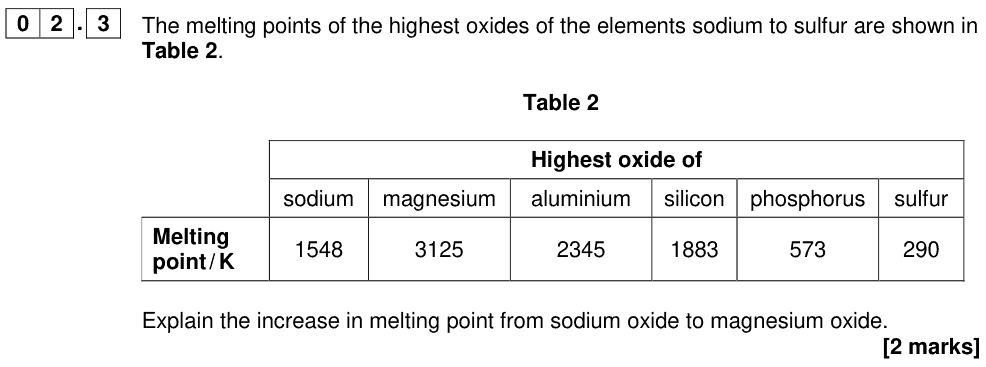 02.3 The melting points of the highest oxides of the elements sodium to sulfur are shown in
Table 2.
Table 2
Highest oxide of
sodium magnesium aluminium silicon phosphorus sulfur
Melting
point/K 1548 3125 2345 1883 573 290
Explain the increase in melting point from sodium oxide to magnesium oxide.
[2 marks]